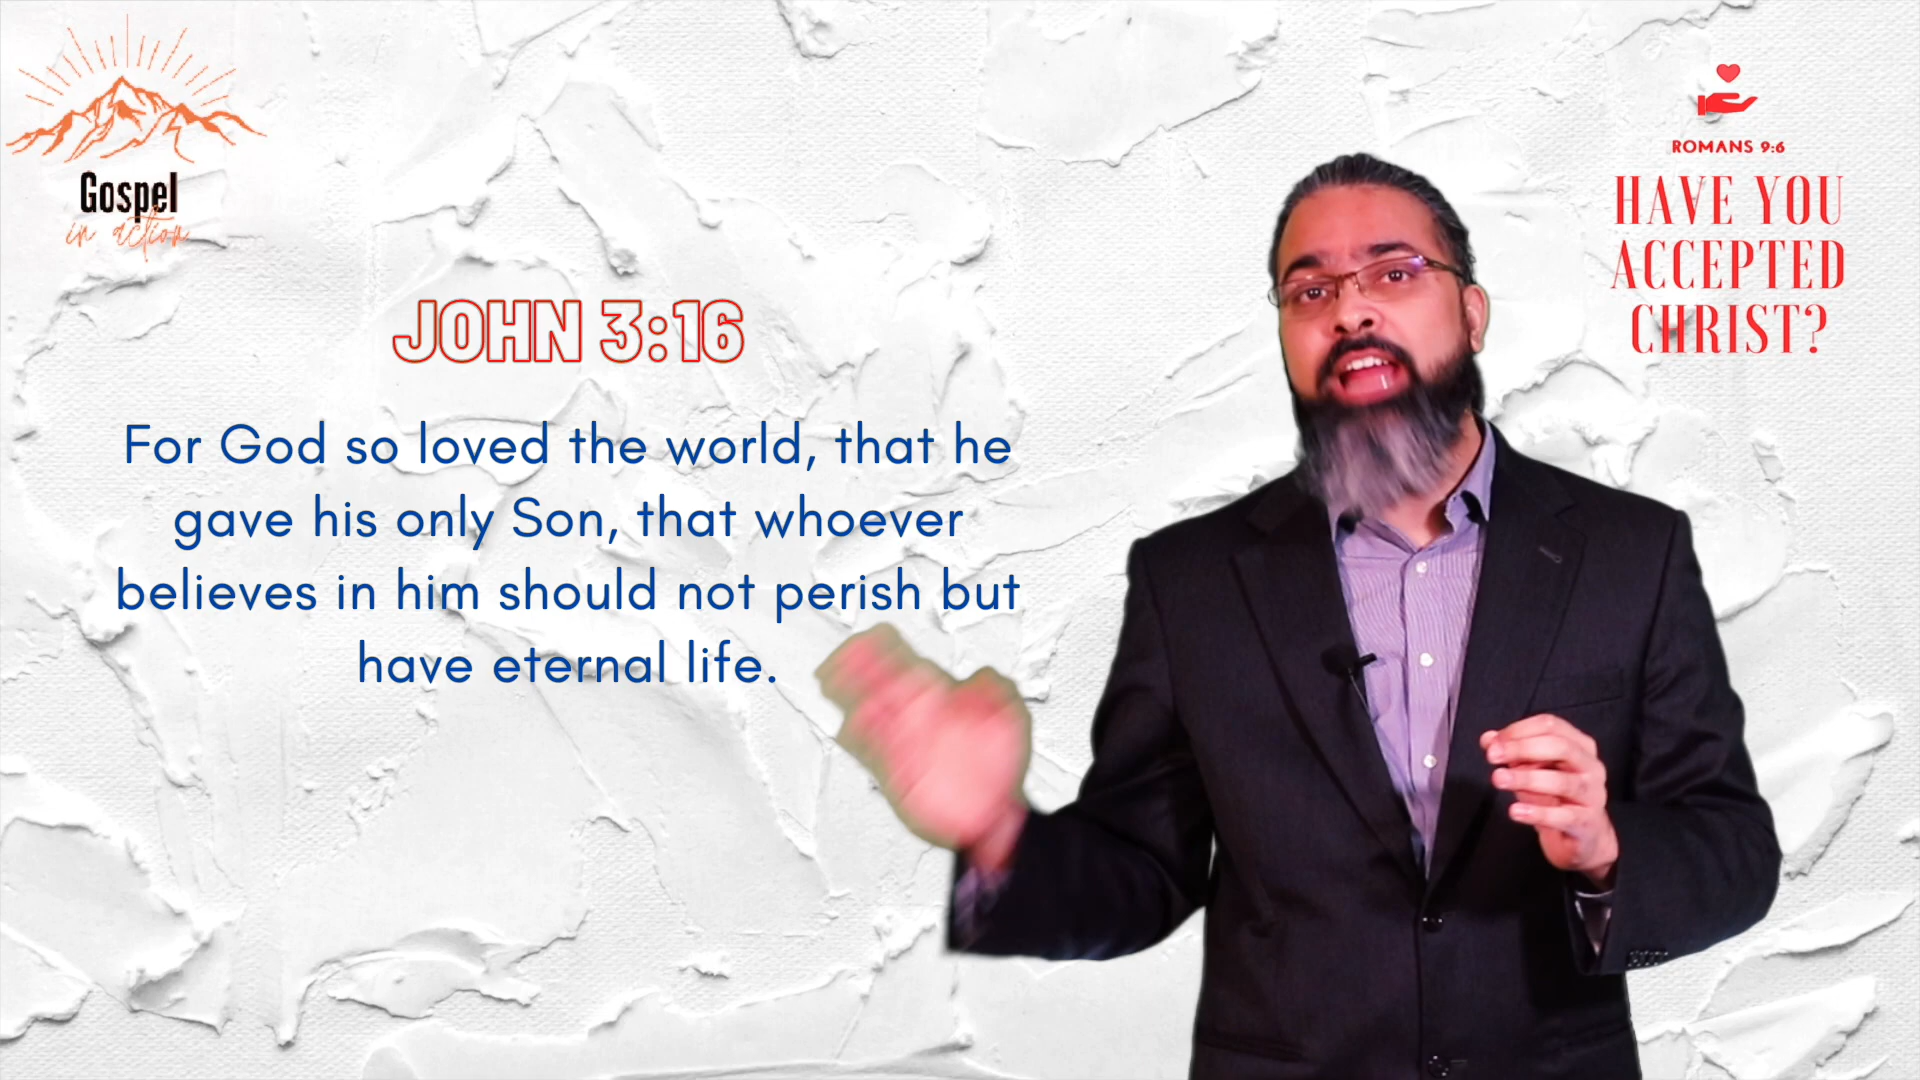 Gospel
in action
ROMANS 9:6
HAVE YOU
ACCEPTED
CHRIST?
JOHN 3:16
For God so loved the world, that he
gave his only Son, that whoever
believes in him should not perish but
have eternal life.